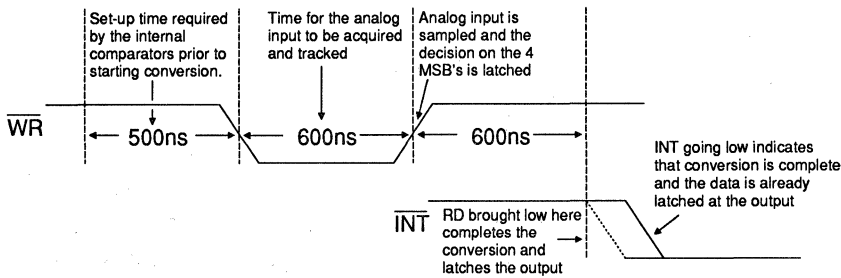 Set-up time required
by the internal
comparators prior to
starting conversion.
Time for the analog
input to be acquired
and tracked
Analog input is
sampled and the
decision on the 4
MSB's is latched
WR
500ns
600ns
600ns
INT going low indicates
that conversion is complete
and the data is already
latched at the output
INT
RD brought low here
completes the
conversion and
latches the output